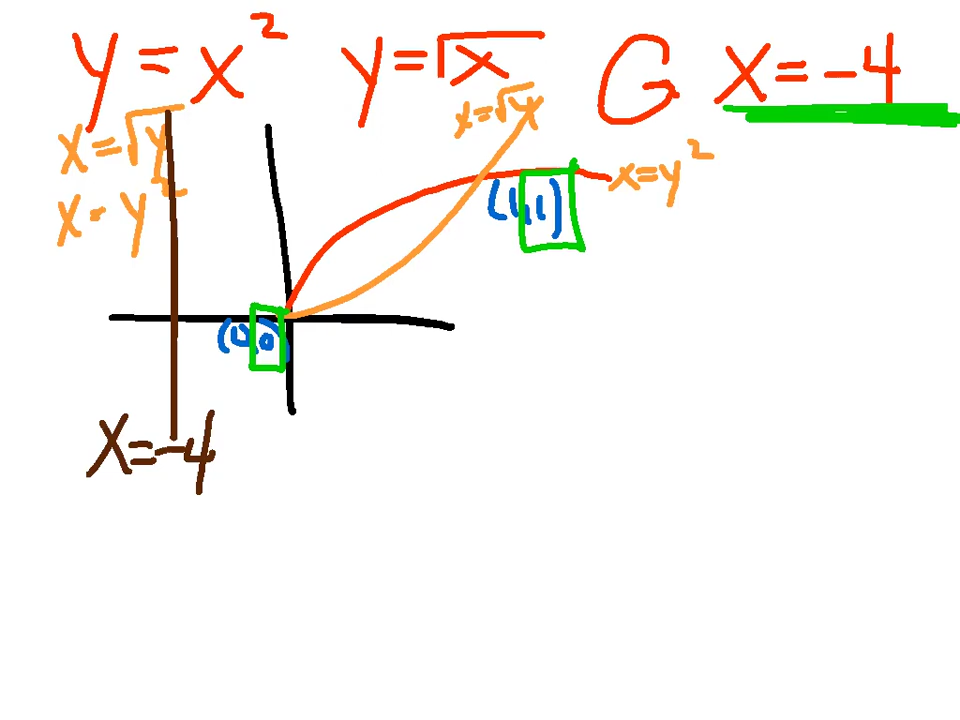 y = x² y = √x G x = -4
x = √y x = √y
x = y²
x = y²
(1,1)
(0,0)
x = -4